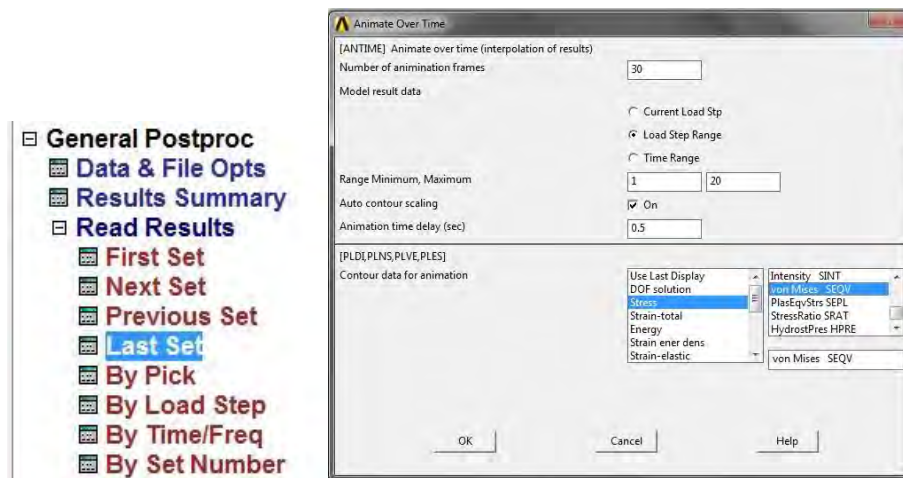 General Postproc
Data & File Opts
Results Summary
Read Results
First Set
Next Set
Previous Set
Last Set
By Pick
By Load Step
By Time/Freq
By Set Number
Animate Over Time
[ANTIME] Animate over time (interpolation of results)
Number of animination frames
30
Model result data
Current Load Stp
Load Step Range
Time Range
Range Minimum, Maximum
1
20
Auto contour scaling
On
Animation time delay (sec)
0.5
[PLDI,PLNS,PLVE,PLES]
Contour data for animation
Use Last Display
DOF solution
Stress
Strain-total
Energy
Strain ener dens
Strain-elastic
Intensity SINT
von Mises SEQV
PlasEqvStrs SEPL
StressRatio SRAT
HydrostPres HPRE
von Mises SEQV
OK
Cancel
Help